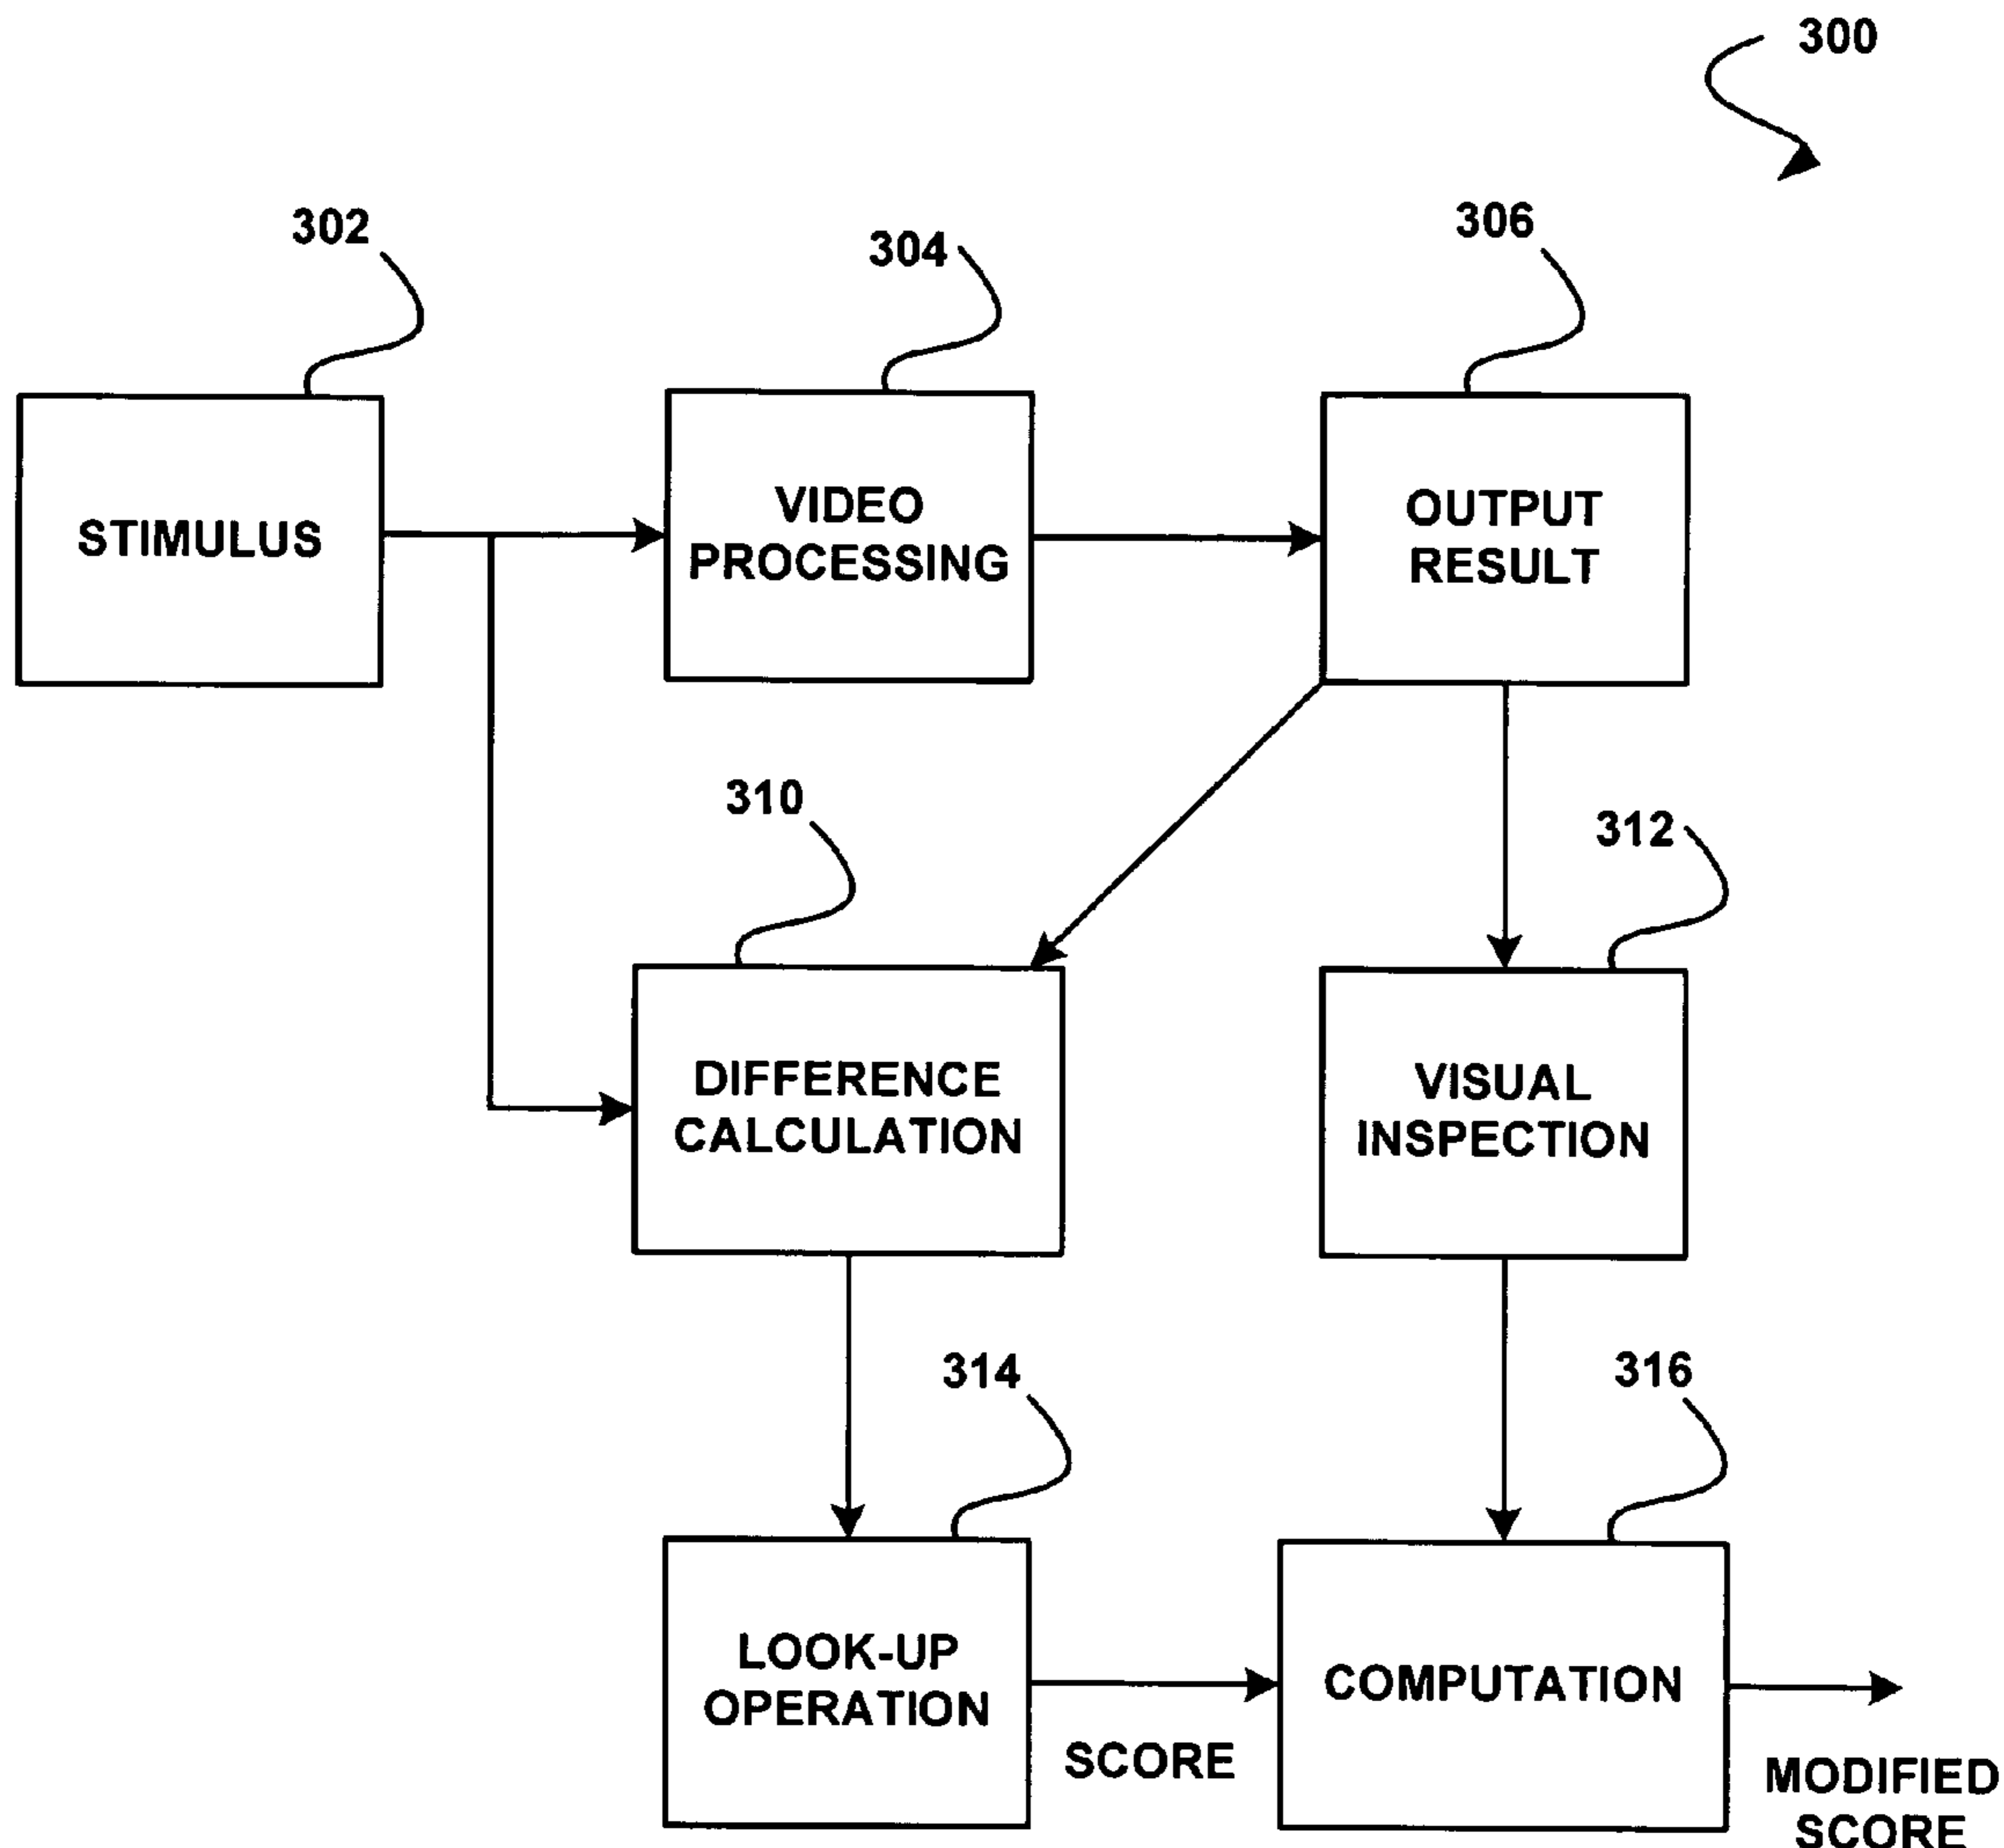 300
302
304
306
STIMULUS
VIDEO
PROCESSING
OUTPUT
RESULT
310
312
DIFFERENCE
CALCULATION
VISUAL
INSPECTION
314
316
LOOK-UP
OPERATION
SCORE
COMPUTATION
MODIFIED
SCORE